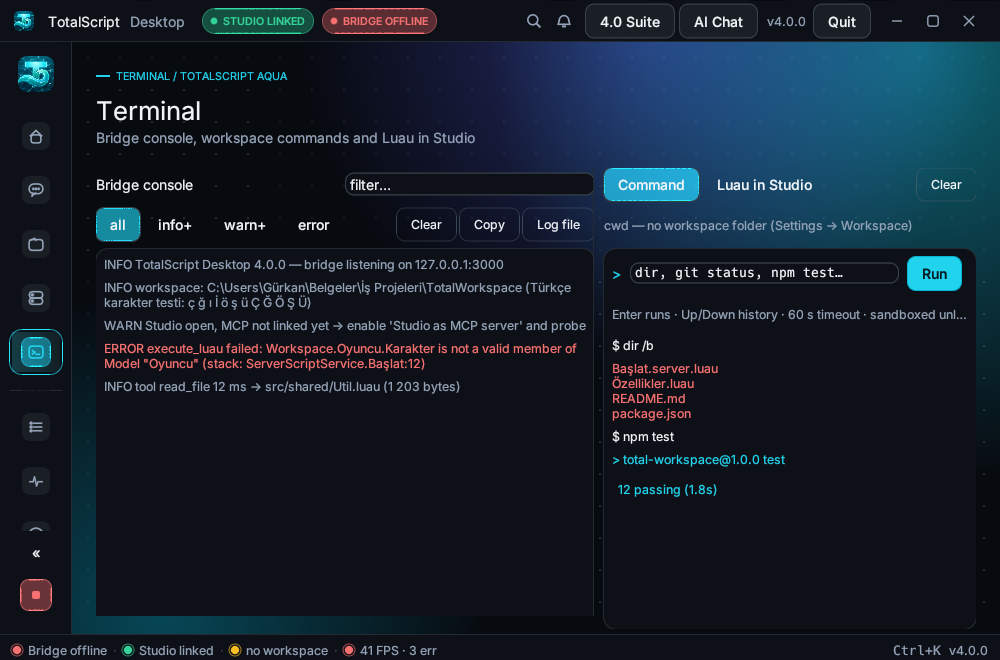 TotalScript Desktop
STUDIO LINKED
BRIDGE OFFLINE
4.0 Suite
AI Chat
v4.0.0
Quit
TERMINAL / TOTALSCRIPT AQUA
Terminal
Bridge console, workspace commands and Luau in Studio
Bridge console
filter...
all
info+
warn+
error
Clear
Copy
Log file
INFO TotalScript Desktop 4.0.0 — bridge listening on 127.0.0.1:3000
INFO workspace: C:\Users\Gürkan\Belgeler\İş Projeleri\TotalWorkspace (Türkçe
karakter testi: ç ğ ı İ ö ş ü Ç Ğ Ö Ş Ü)
WARN Studio open, MCP not linked yet → enable 'Studio as MCP server' and probe
ERROR execute_luau failed: Workspace.Oyuncu.Karakter is not a valid member of
Model "Oyuncu" (stack: ServerScriptService.Başlat:12)
INFO tool read_file 12 ms → src/shared/Util.luau (1 203 bytes)
Command
Luau in Studio
Clear
cwd — no workspace folder (Settings → Workspace)
> dir, git status, npm test…
Run
Enter runs · Up/Down history · 60 s timeout · sandboxed unl...
$ dir /b
Başlat.server.luau
Özellikler.luau
README.md
package.json
$ npm test
> total-workspace@1.0.0 test
12 passing (1.8s)
«
Bridge offline · Studio linked · no workspace · 41 FPS · 3 err
Ctrl+K v4.0.0